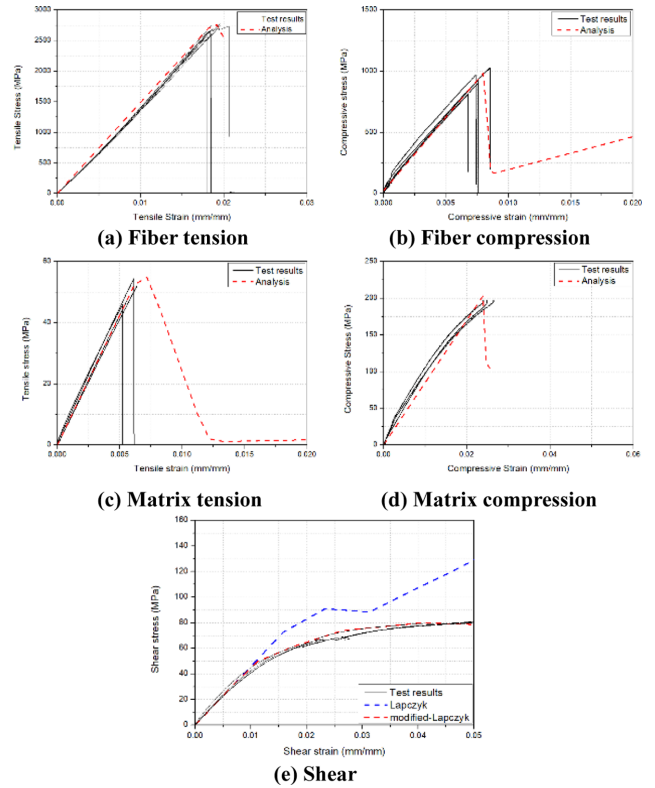 3000
2750
2500
2250
2000
1750
1500
1250
1000
750
500
250
0
Tensile Stress (MPa)
Test results
Analysis
0.00
0.01
0.02
0.03
Tensile Strain (mm/mm)
(a) Fiber tension
1500
1000
500
0
Compressive stress (MPa)
Test results
Analysis
0.000
0.005
0.010
0.015
0.020
Compressive strain (mm/mm)
(b) Fiber compression
60
40
20
0
Tensile stress (MPa)
Test results
Analysis
0.000
0.005
0.010
0.015
0.020
Tensile strain (mm/mm)
(c) Matrix tension
250
200
150
100
50
0
Compressive Stress (MPa)
Test results
Analysis
0.00
0.02
0.04
0.06
Compressive Strain (mm/mm)
(d) Matrix compression
160
140
120
100
80
60
40
20
0
Shear stress (MPa)
Test results
Lapczyk
modified-Lapczyk
0.00
0.01
0.02
0.03
0.04
0.05
Shear strain (mm/mm)
(e) Shear